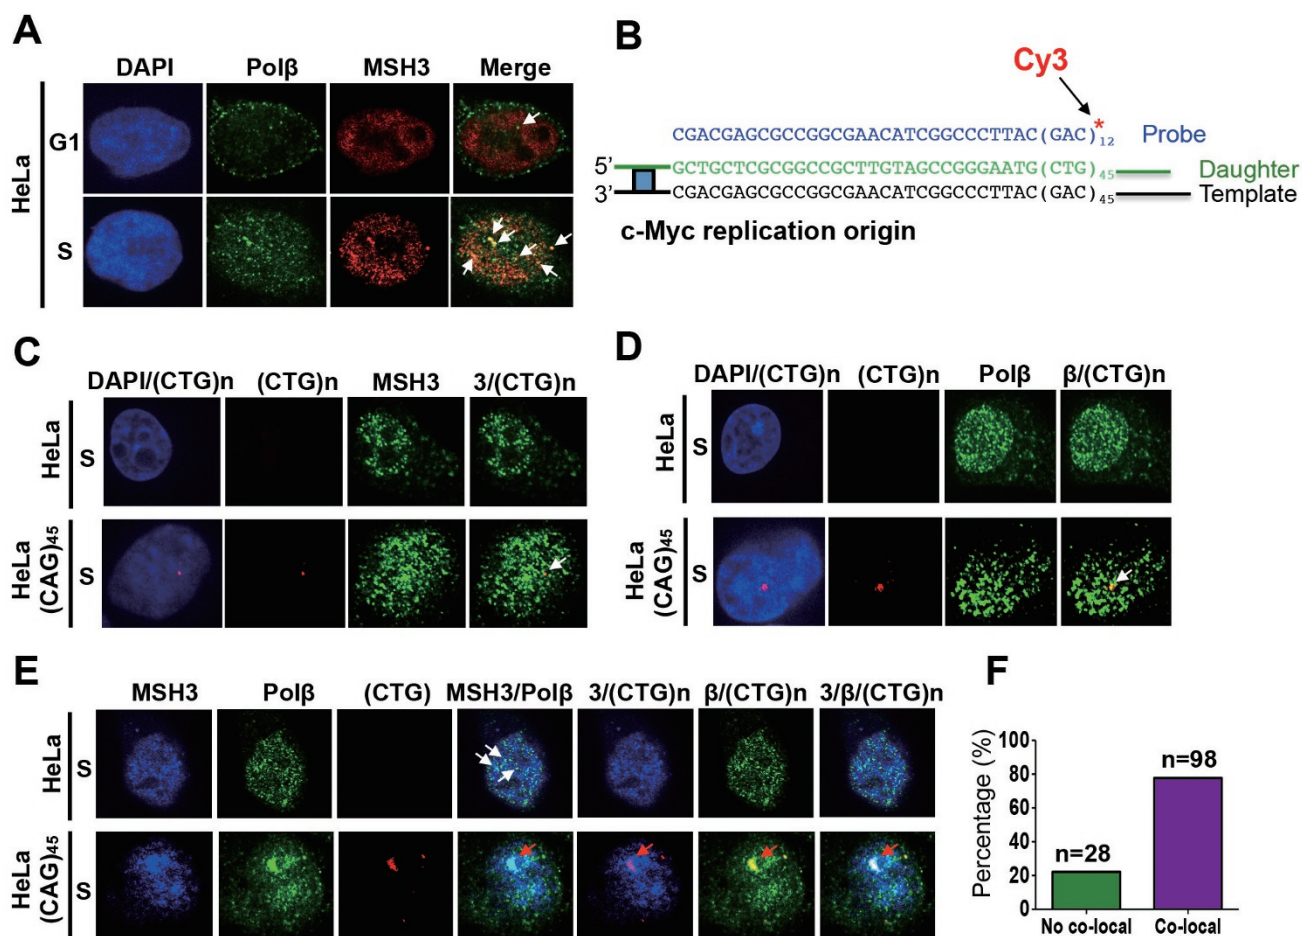 A
DAPI Polβ MSH3 Merge
HeLa
G1
S
B
Cy3
*
CGACGAGCGCCGGCGAACATCGGCCCTTAC(GAC)12 Probe
5' GCTGCTCGCGGCCGCTTGTAGCCGGGAATG(CTG)45 Daughter
3' CGACGAGCGCCGGCGAACATCGGCCCTTAC(GAC)45 Template
c-Myc replication origin
C
DAPI/(CTG)n (CTG)n MSH3 3/(CTG)n
HeLa
S
HeLa
(CAG)45
S
D
DAPI/(CTG)n (CTG)n Polβ β/(CTG)n
HeLa
S
HeLa
(CAG)45
S
E
MSH3 Polβ (CTG) MSH3/Polβ 3/(CTG)n β/(CTG)n 3/β/(CTG)n
HeLa
S
HeLa
(CAG)45
S
F
Percentage (%)
100
80
60
40
20
0
n=28
n=98
No co-local Co-local